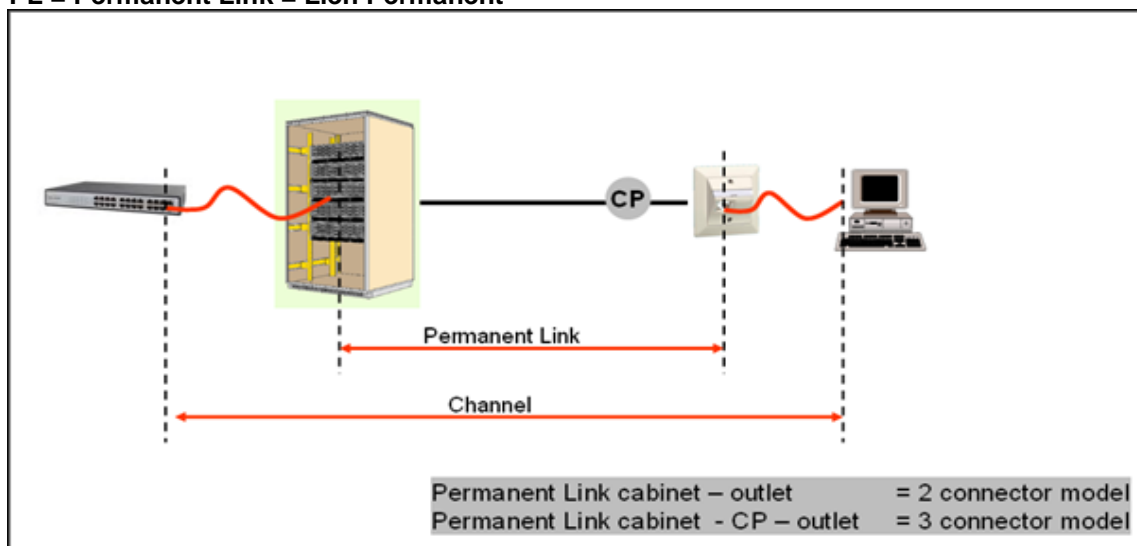 PL = Permanent Link = Lien Permanent
CP
Permanent Link
Channel
Permanent Link cabinet – outlet = 2 connector model
Permanent Link cabinet - CP – outlet = 3 connector model